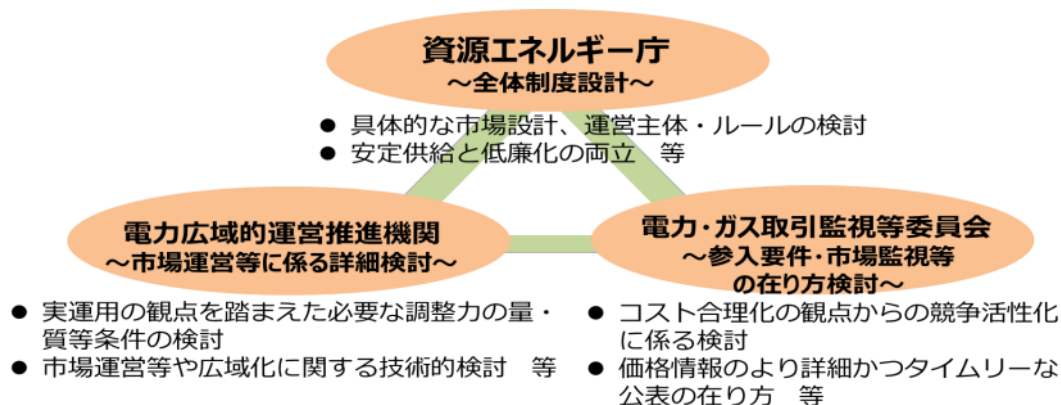 資源エネルギー庁
～全体制度設計～
● 具体的な市場設計、運営主体・ルールの検討
● 安定供給と低廉化の両立　等
電力広域的運営推進機関
～市場運営等に係る詳細検討～
● 実運用の観点を踏まえた必要な調整力の量・
質等条件の検討
● 市場運営等や広域化に関する技術的検討　等
電力・ガス取引監視等委員会
～参入要件・市場監視等
の在り方検討～
● コスト合理化の観点からの競争活性化
に係る検討
● 価格情報のより詳細かつタイムリーな
公表の在り方　等